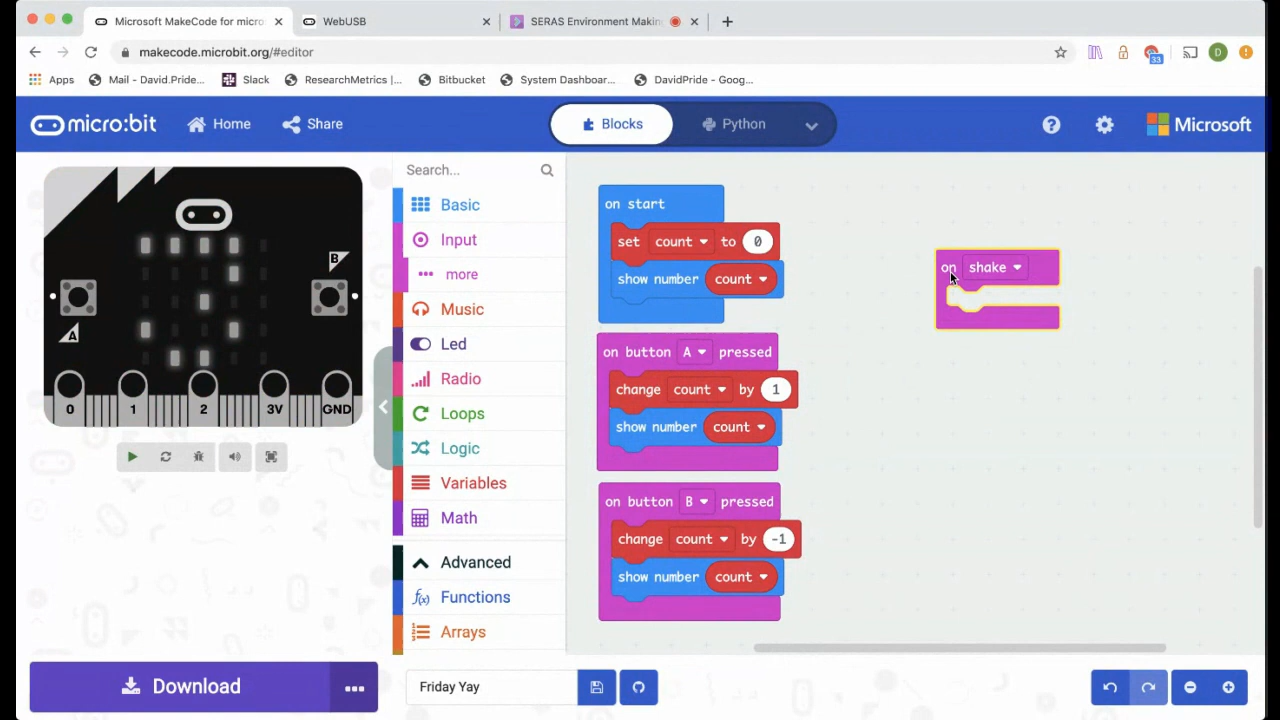 Microsoft MakeCode for micro
WebUSB
SERAS Environment Making
makecode.microbit.org/#editor
D
33
Apps
Mail - David.Pride...
Slack
ResearchMetrics |...
Bitbucket
System Dashboar...
DavidPride - Goog...
micro:bit
Home
Share
Blocks
Python
Microsoft
B
A
0
1
2
3V
GND
Search...
Basic
Input
more
Music
Led
Radio
Loops
Logic
Variables
Math
Advanced
Functions
Arrays
on start
set count to 0
show number count
on button A pressed
change count by 1
show number count
on button B pressed
change count by -1
show number count
on shake
Download
Friday Yay